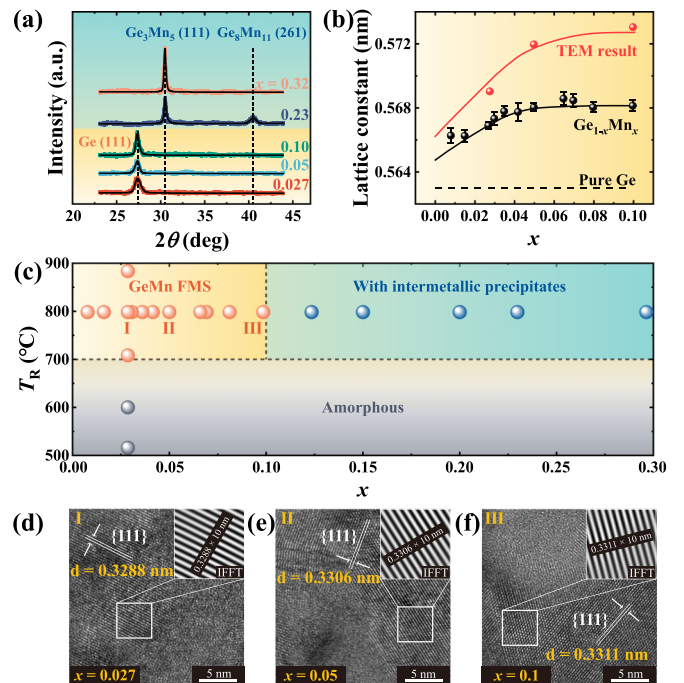 (a)
Ge₃Mn₅ (111) Ge₈Mn₁₁ (261)
x = 0.32
0.23
Ge (111)
0.10
0.05
0.027
Intensity (a.u.)
20 25 30 35 40 45
2θ (deg)
(b)
TEM result
Ge₁₋ₓMnₓ
Pure Ge
Lattice constant (nm)
0.572
0.568
0.564
0.00 0.02 0.04 0.06 0.08 0.10
x
(c)
GeMn FMS
With intermetallic precipitates
I II III
Amorphous
T_R (°C)
900
800
700
600
500
0.00 0.05 0.10 0.15 0.20 0.25 0.30
x
(d)
I
{111}
d = 0.3288 nm
0.3288 × 10 nm
IFFT
x = 0.027
5 nm
(e)
II
{111}
d = 0.3306 nm
0.3306 × 10 nm
IFFT
x = 0.05
5 nm
(f)
III
{111}
d = 0.3311 nm
0.3311 × 10 nm
IFFT
x = 0.1
5 nm